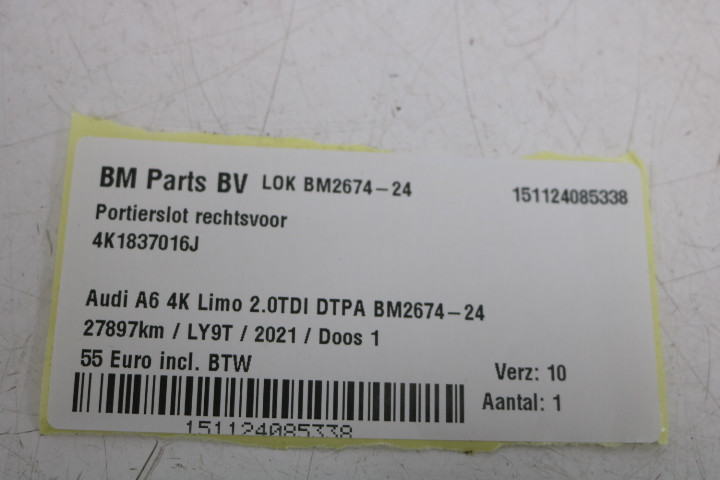 BM Parts BV LOK BM2674-24 151124085338
Portierslot rechtsvoor
4K1837016J
Audi A6 4K Limo 2.0TDI DTPA BM2674-24
27897km / LY9T / 2021 / Doos 1
55 Euro incl. BTW
Verz: 10
Aantal: 1
151124085338